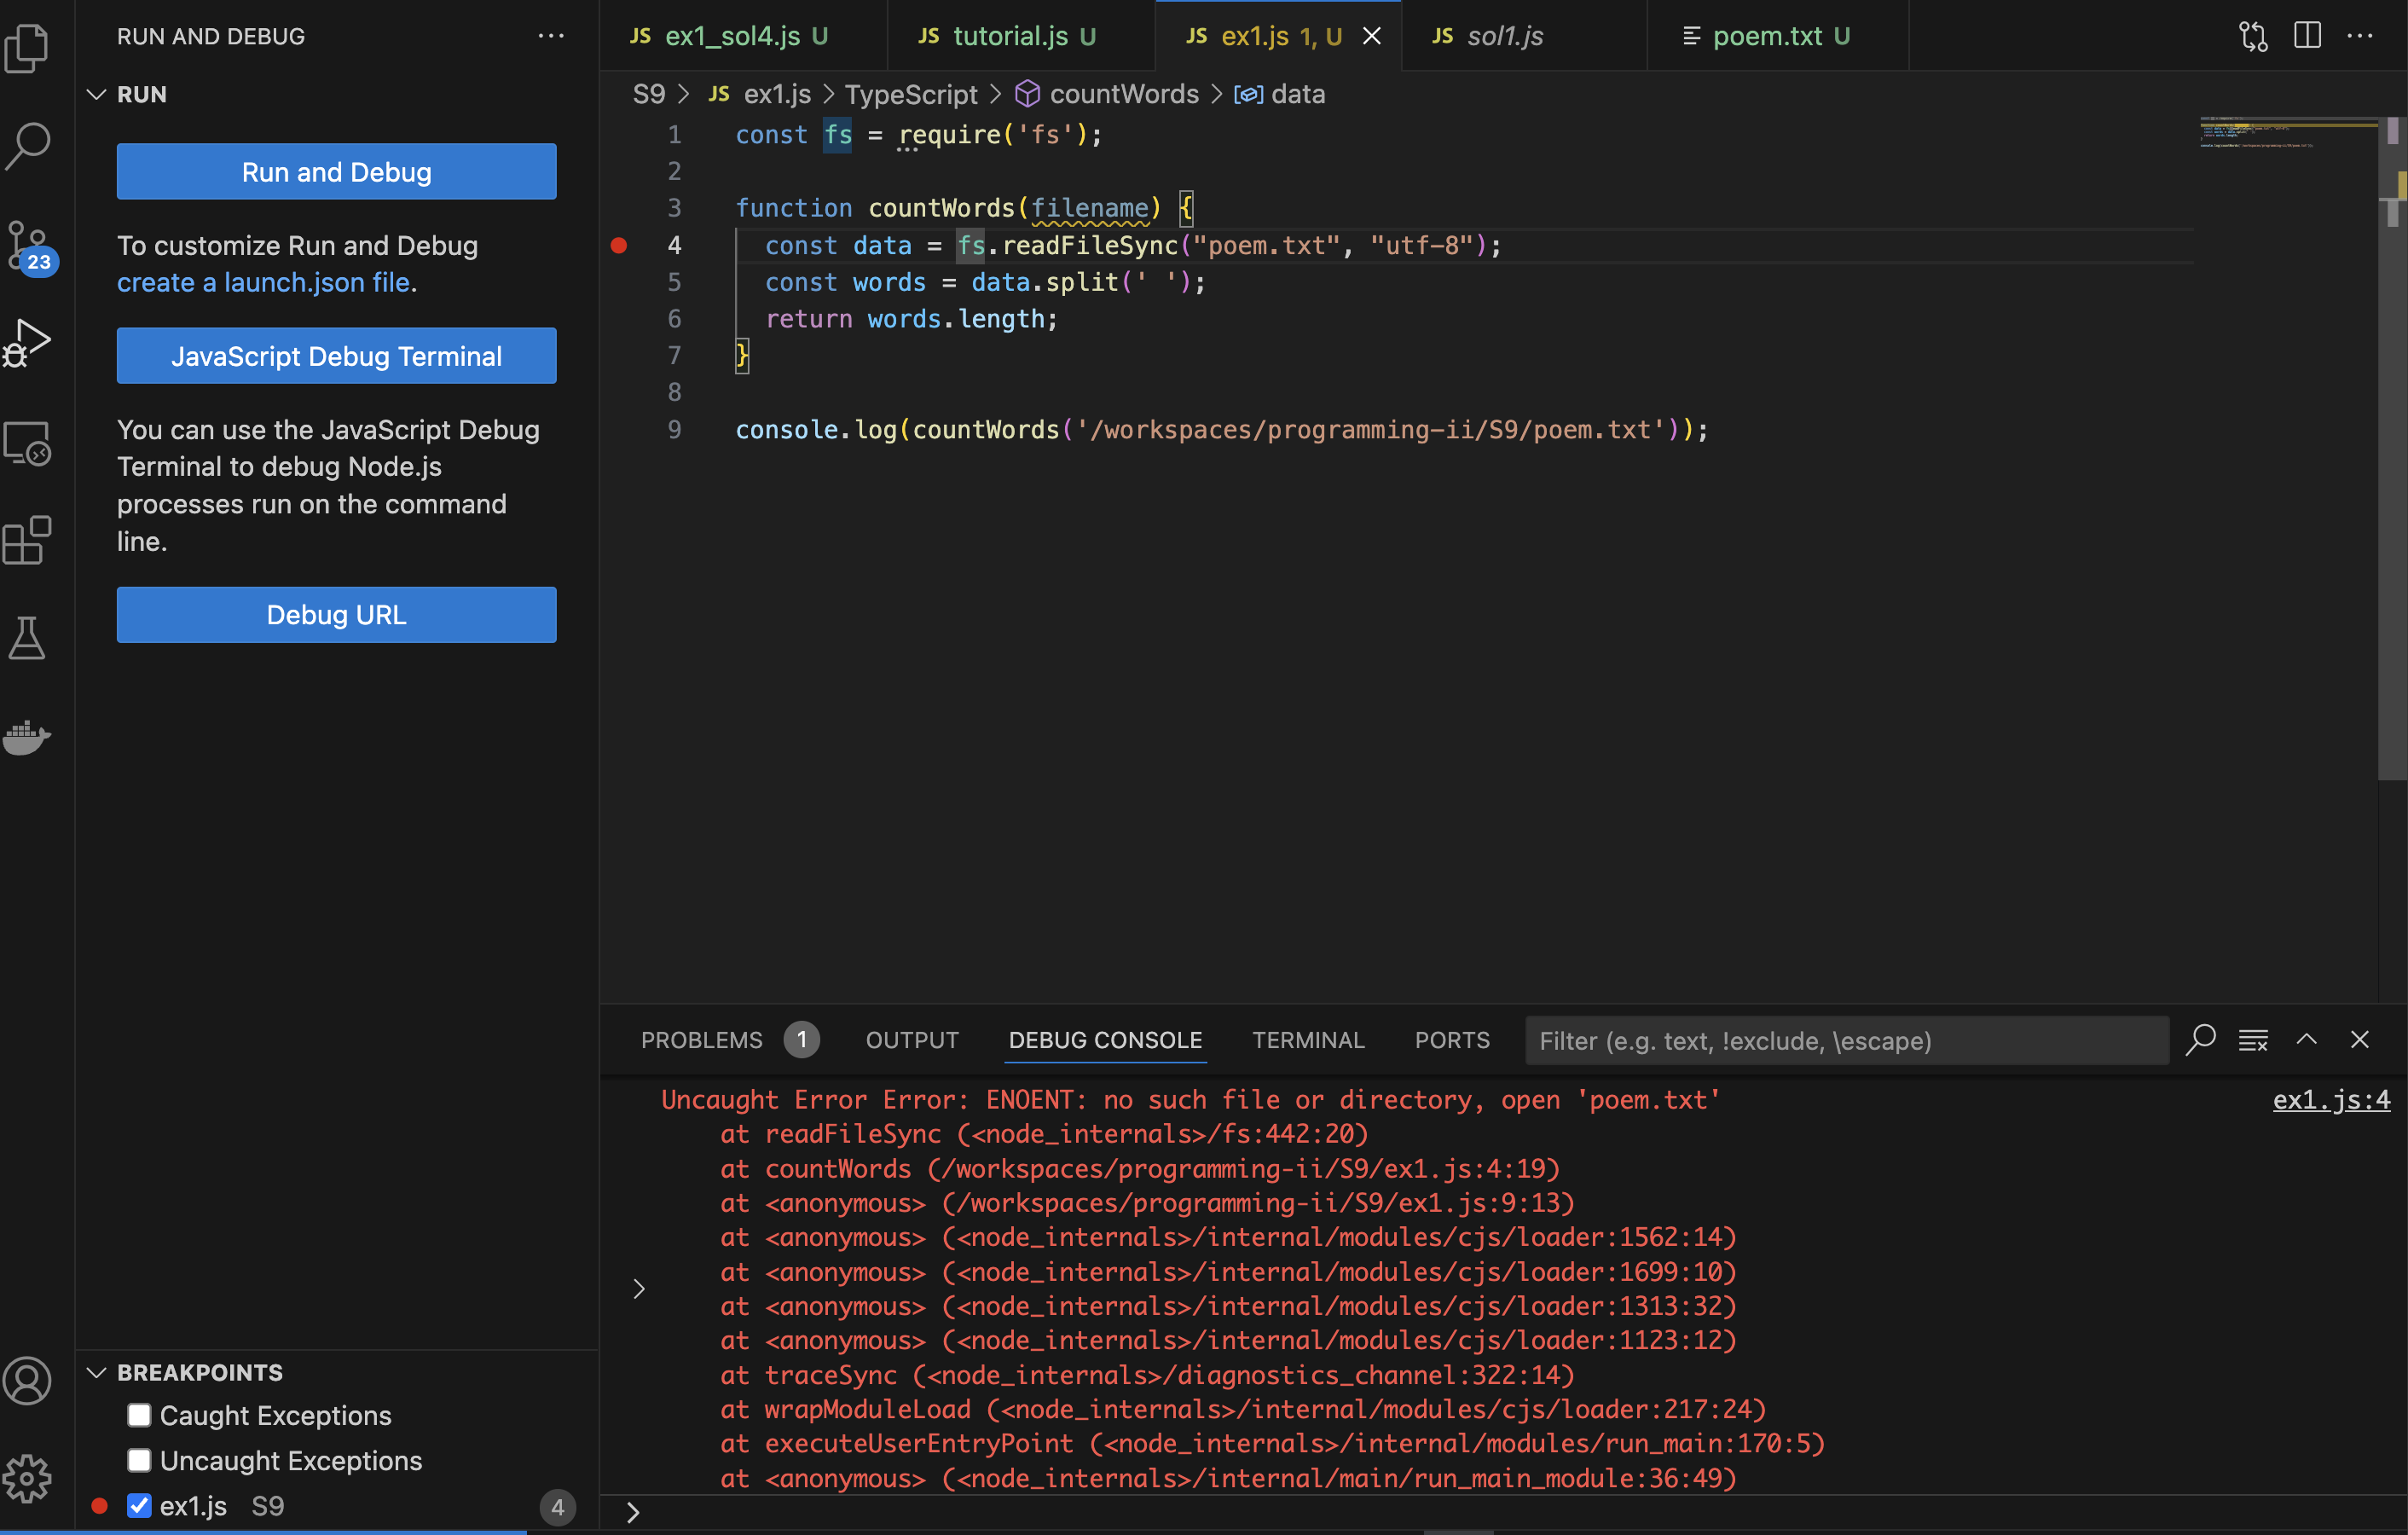 RUN AND DEBUG
RUN
Run and Debug
To customize Run and Debug
create a launch.json file.
JavaScript Debug Terminal
You can use the JavaScript Debug
Terminal to debug Node.js
processes run on the command
line.
Debug URL
23
BREAKPOINTS
Caught Exceptions
Uncaught Exceptions
ex1.js S9 4
JS ex1_sol4.js U JS tutorial.js U JS ex1.js 1, U JS sol1.js poem.txt U
S9 > JS ex1.js > TypeScript > countWords > data
1 const fs = require('fs');
2
3 function countWords(filename) {
4 const data = fs.readFileSync("poem.txt", "utf-8");
5 const words = data.split(' ');
6 return words.length;
7 }
8
9 console.log(countWords('/workspaces/programming-ii/S9/poem.txt'));
PROBLEMS 1 OUTPUT DEBUG CONSOLE TERMINAL PORTS Filter (e.g. text, !exclude, \escape)
Uncaught Error Error: ENOENT: no such file or directory, open 'poem.txt' ex1.js:4
at readFileSync (<node_internals>/fs:442:20)
at countWords (/workspaces/programming-ii/S9/ex1.js:4:19)
at <anonymous> (/workspaces/programming-ii/S9/ex1.js:9:13)
at <anonymous> (<node_internals>/internal/modules/cjs/loader:1562:14)
at <anonymous> (<node_internals>/internal/modules/cjs/loader:1699:10)
at <anonymous> (<node_internals>/internal/modules/cjs/loader:1313:32)
at <anonymous> (<node_internals>/internal/modules/cjs/loader:1123:12)
at traceSync (<node_internals>/diagnostics_channel:322:14)
at wrapModuleLoad (<node_internals>/internal/modules/cjs/loader:217:24)
at executeUserEntryPoint (<node_internals>/internal/modules/run_main:170:5)
at <anonymous> (<node_internals>/internal/main/run_main_module:36:49)